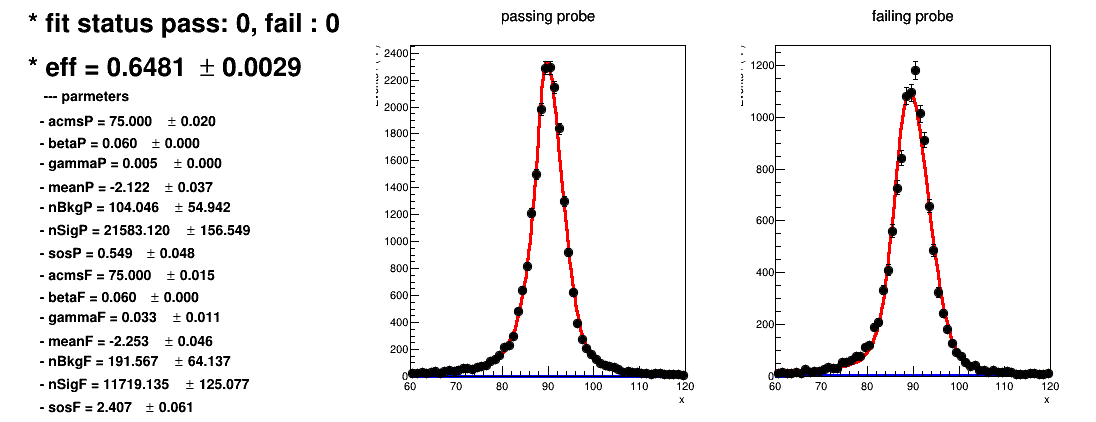 * fit status pass: 0, fail : 0
* eff = 0.6481 ± 0.0029
--- parmeters
- acmsP = 75.000 ± 0.020
- betaP = 0.060 ± 0.000
- gammaP = 0.005 ± 0.000
- meanP = -2.122 ± 0.037
- nBkgP = 104.046 ± 54.942
- nSigP = 21583.120 ± 156.549
- sosP = 0.549 ± 0.048
- acmsF = 75.000 ± 0.015
- betaF = 0.060 ± 0.000
- gammaF = 0.033 ± 0.011
- meanF = -2.253 ± 0.046
- nBkgF = 191.567 ± 64.137
- nSigF = 11719.135 ± 125.077
- sosF = 2.407 ± 0.061
passing probe
2400
2200
2000
1800
1600
1400
1200
1000
800
600
400
200
0
60 70 80 90 100 110 120
x
failing probe
1200
1000
800
600
400
200
0
60 70 80 90 100 110 120
x